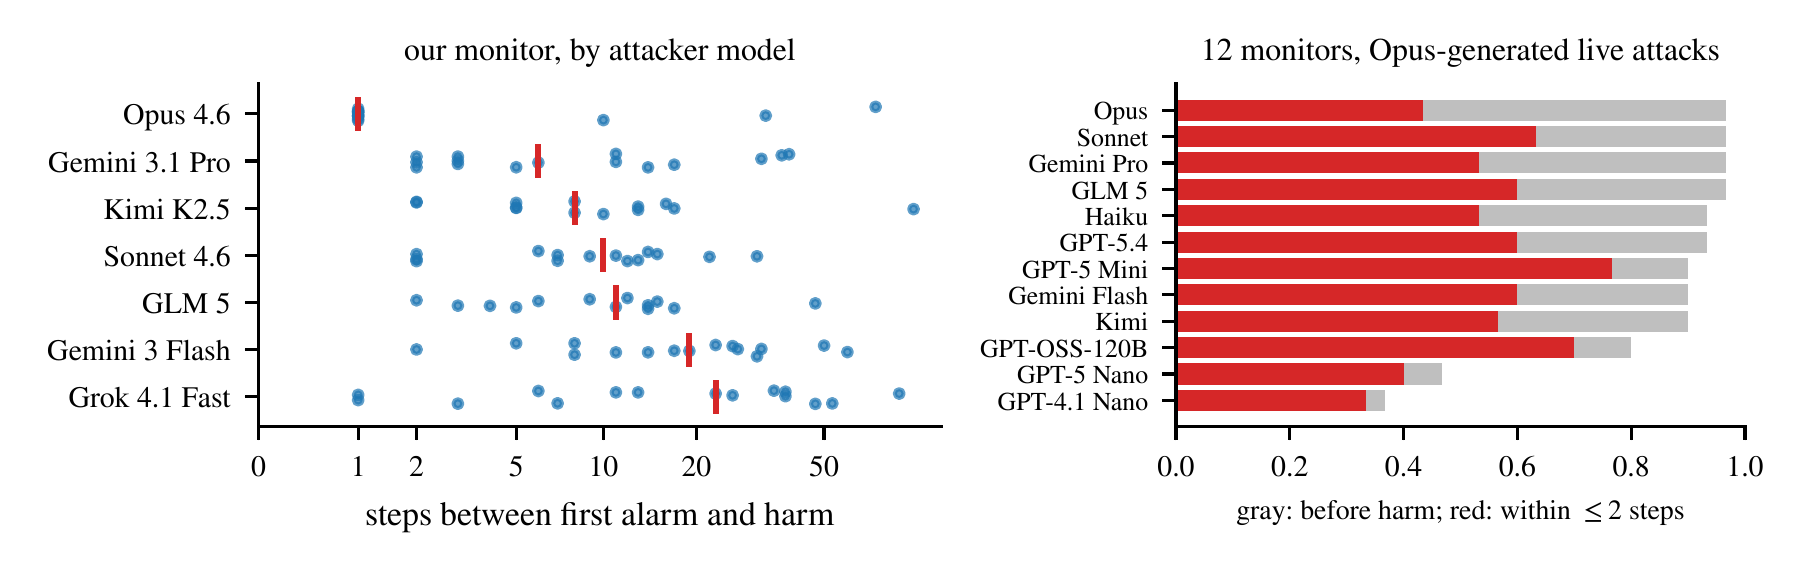 our monitor, by attacker model
Opus 4.6
Gemini 3.1 Pro
Kimi K2.5
Sonnet 4.6
GLM 5
Gemini 3 Flash
Grok 4.1 Fast
0 1 2 5 10 20 50
steps between first alarm and harm
12 monitors, Opus-generated live attacks
Opus
Sonnet
Gemini Pro
GLM 5
Haiku
GPT-5.4
GPT-5 Mini
Gemini Flash
Kimi
GPT-OSS-120B
GPT-5 Nano
GPT-4.1 Nano
0.0 0.2 0.4 0.6 0.8 1.0
gray: before harm; red: within ≤ 2 steps